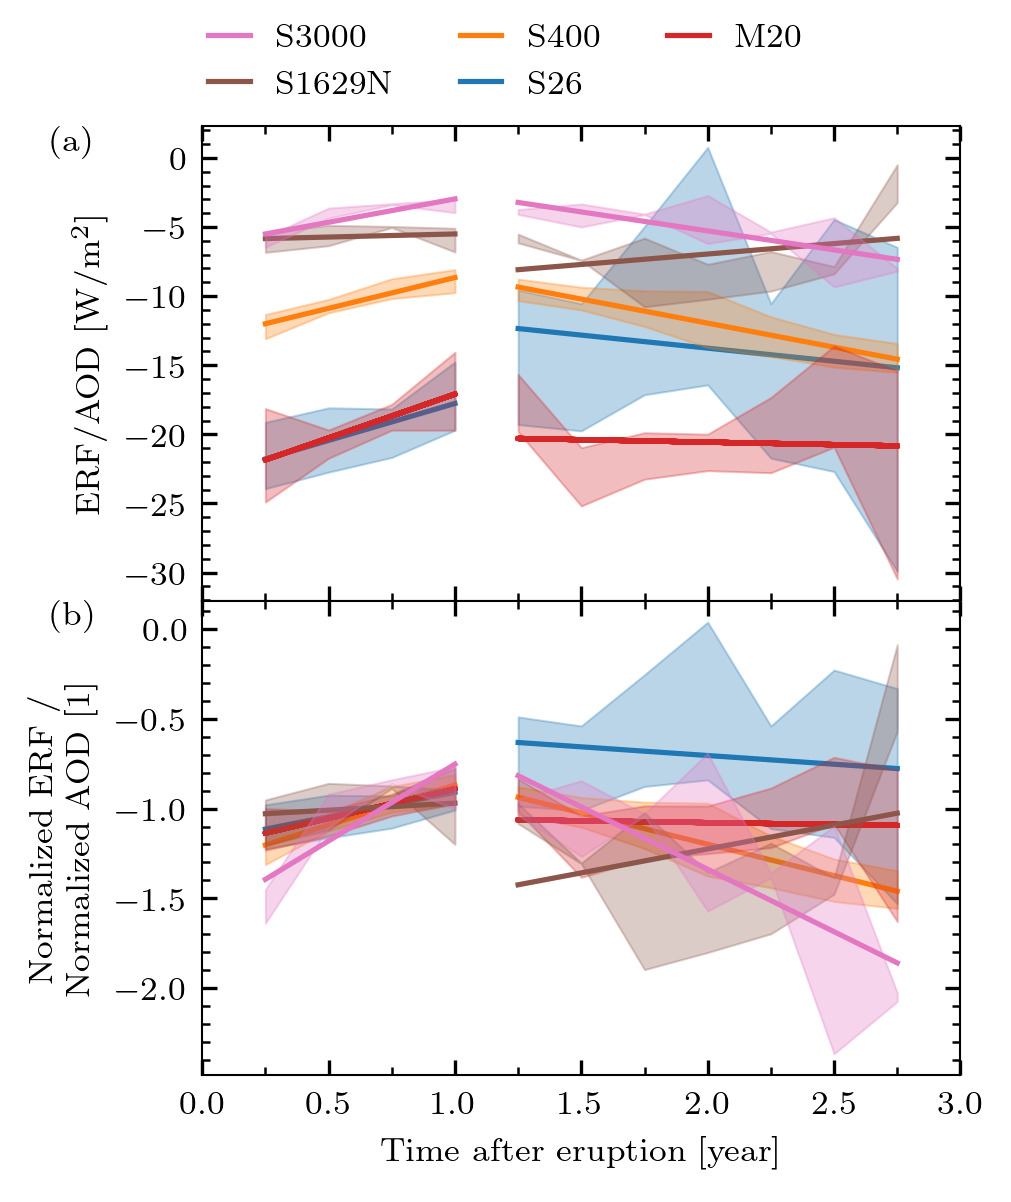 S3000 S400 M20
S1629N S26
(a)
0
−5
−10
−15
−20
−25
−30
ERF/AOD [W/m²]
(b)
0.0
−0.5
−1.0
−1.5
−2.0
Normalized ERF /
Normalized AOD [1]
0.0 0.5 1.0 1.5 2.0 2.5 3.0
Time after eruption [year]